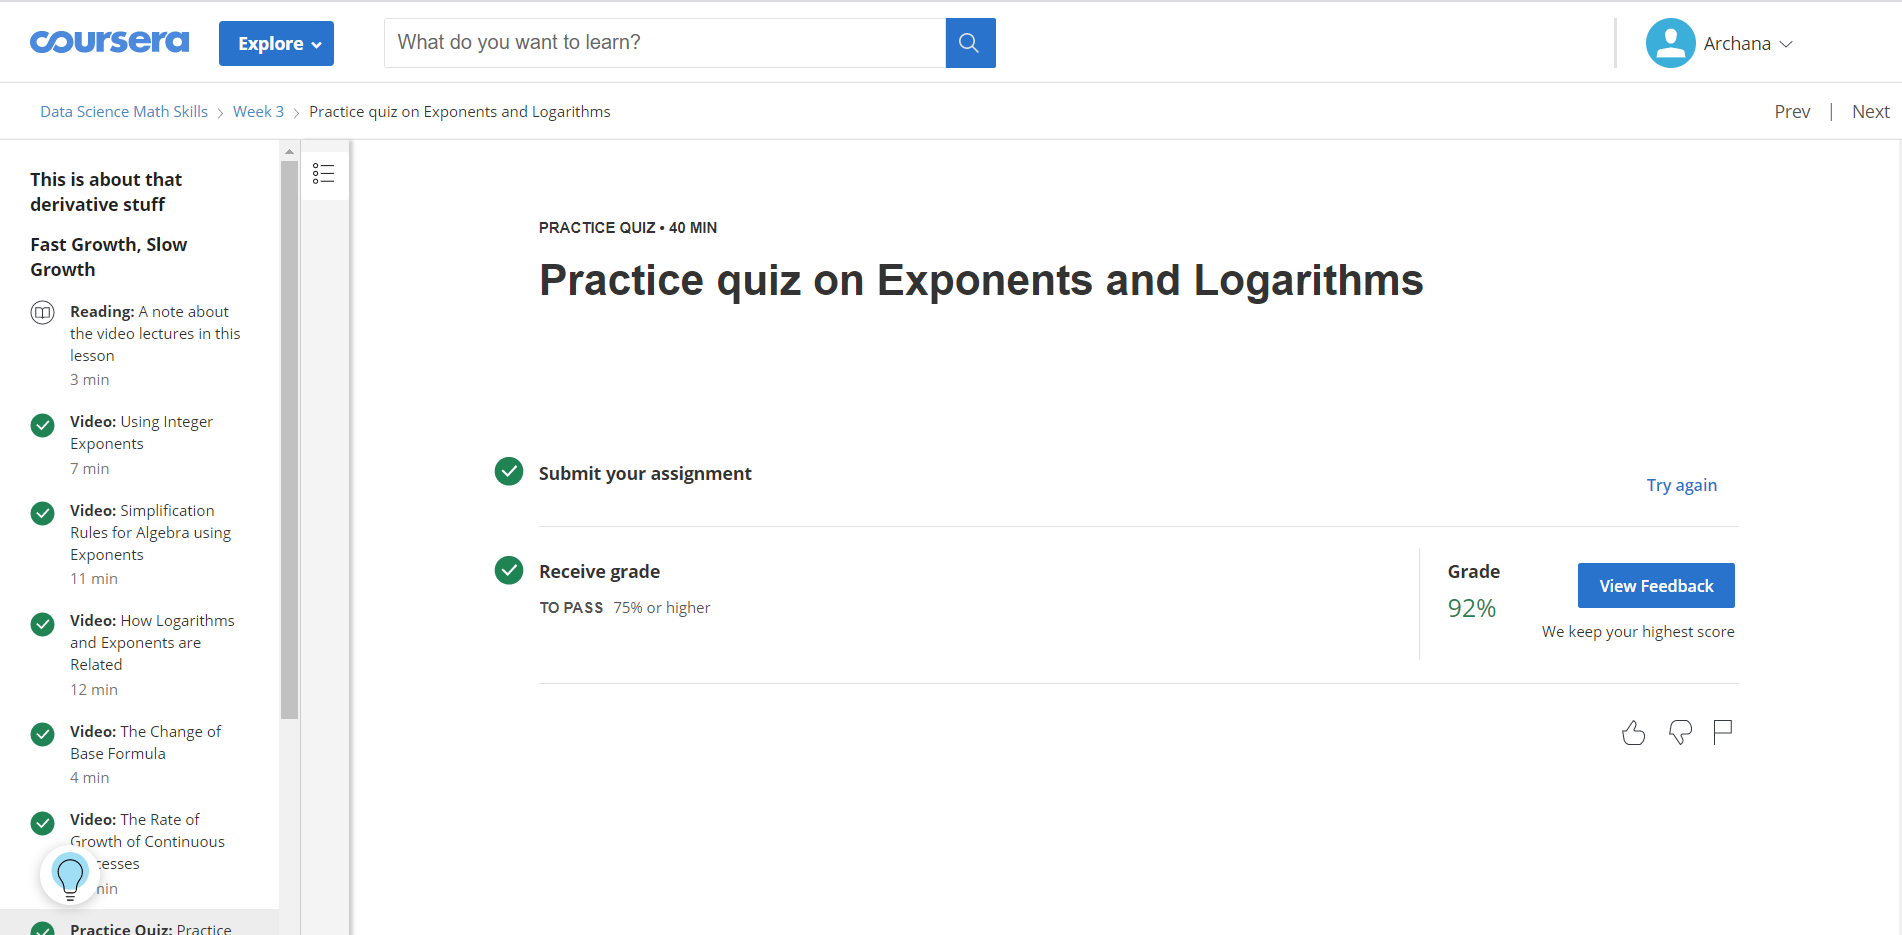 coursera
Explore
What do you want to learn?
Archana
Data Science Math Skills
Week 3
Practice quiz on Exponents and Logarithms
Prev | Next
This is about that
derivative stuff
Fast Growth, Slow
Growth
Reading: A note about
the video lectures in this
lesson
3 min
Video: Using Integer
Exponents
7 min
Video: Simplification
Rules for Algebra using
Exponents
11 min
Video: How Logarithms
and Exponents are
Related
12 min
Video: The Change of
Base Formula
4 min
Video: The Rate of
Growth of Continuous
min
Practice Quiz: Practice
PRACTICE QUIZ • 40 MIN
Practice quiz on Exponents and Logarithms
Submit your assignment
Try again
Receive grade
TO PASS 75% or higher
Grade
92%
View Feedback
We keep your highest score